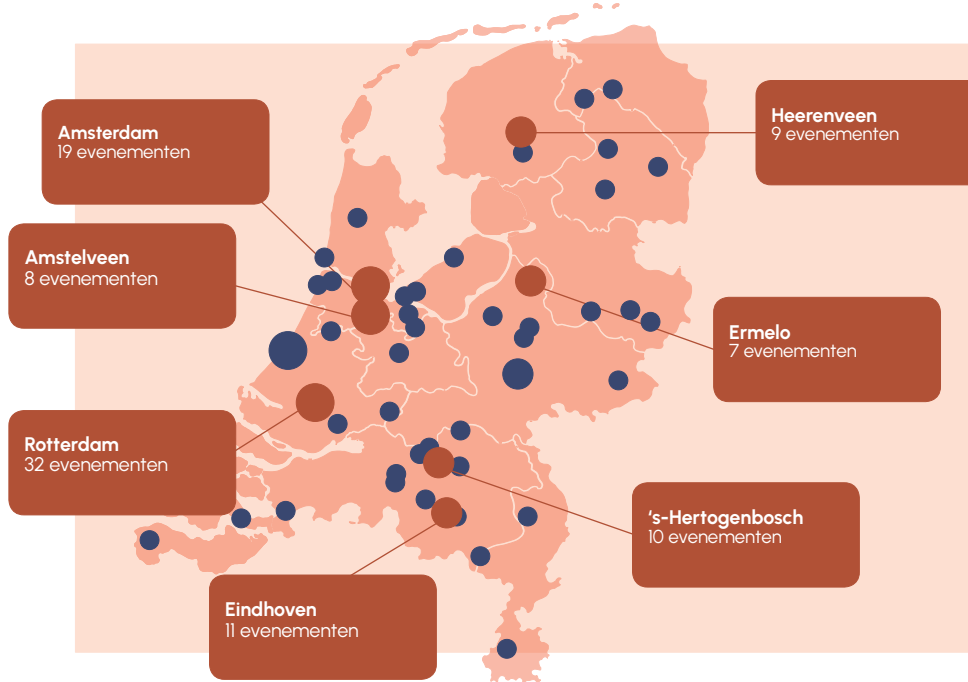 Amsterdam
19 evenementen
Amstelveen
8 evenementen
Rotterdam
32 evenementen
Eindhoven
11 evenementen
Heerenveen
9 evenementen
Ermelo
7 evenementen
‘s-Hertogenbosch
10 evenementen